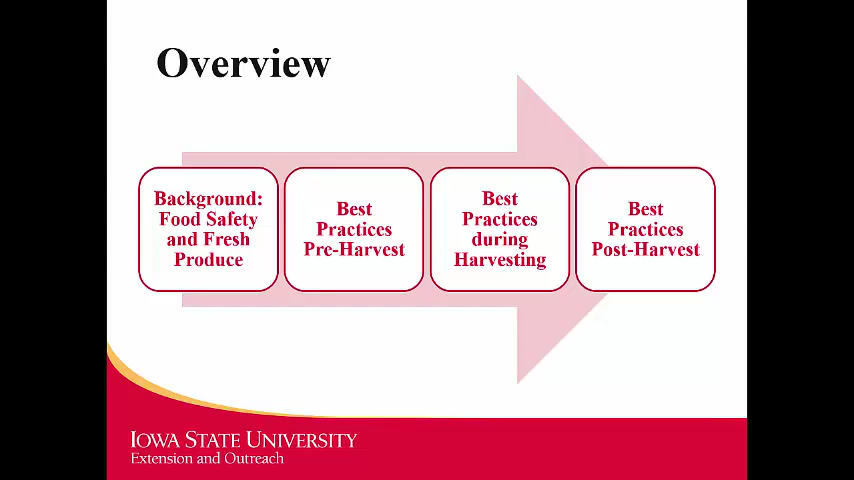 Overview
Background:
Food Safety
and Fresh
Produce
Best
Practices
Pre-Harvest
Best
Practices
during
Harvesting
Best
Practices
Post-Harvest
IOWA STATE UNIVERSITY
Extension and Outreach